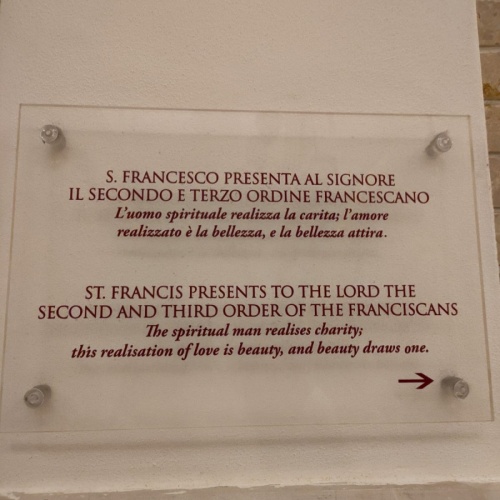 S. FRANCESCO PRESENTA AL SIGNORE
IL SECONDO E TERZO ORDINE FRANCESCANO
L'uomo spirituale realizza la carita; l'amore
realizzato è la bellezza, e la bellezza attira.
ST. FRANCIS PRESENTS TO THE LORD THE
SECOND AND THIRD ORDER OF THE FRANCISCANS
The spiritual man realises charity;
this realisation of love is beauty, and beauty draws one.